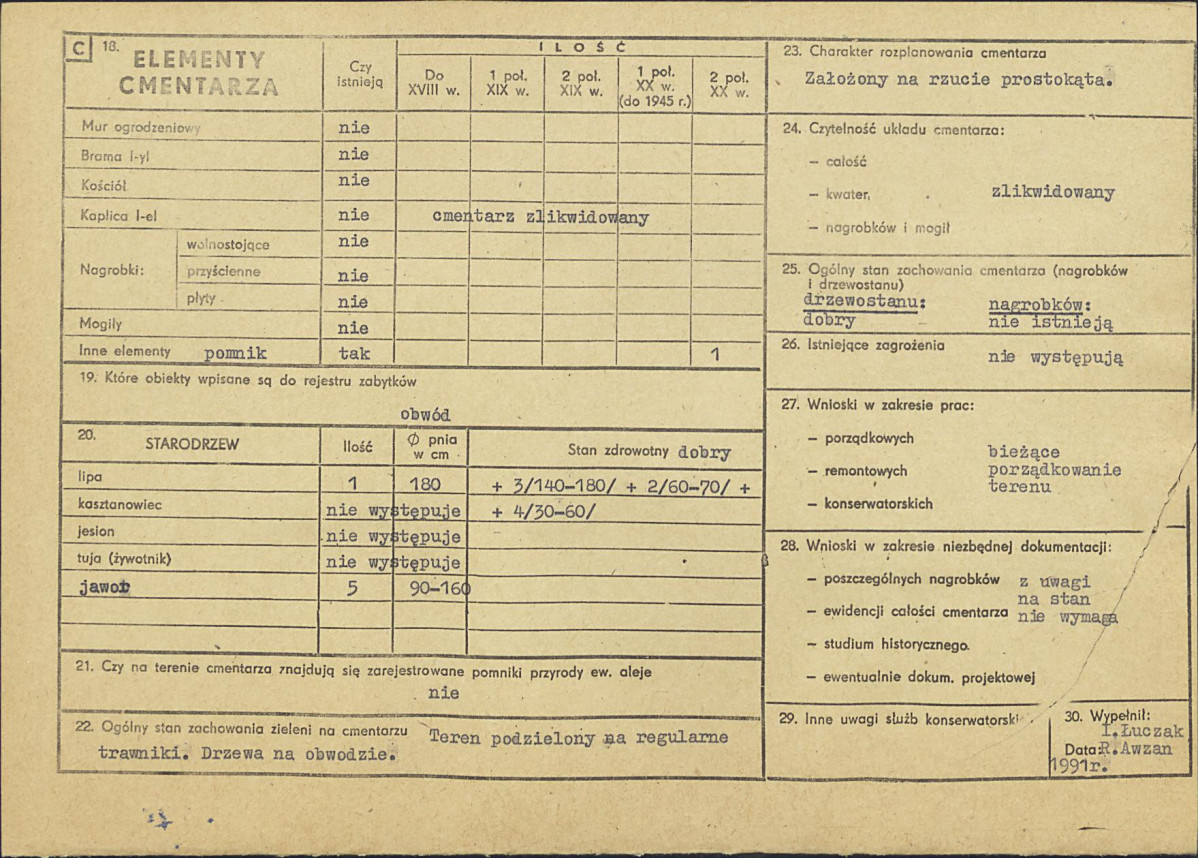 C 18. ELEMENTY
CMENTARZA
Czy
istnieją
ILOŚĆ
Do
XVIII w.
1 poł.
XIX w.
2 poł.
XIX w.
1 poł.
XX w.
(do 1945 r.)
2 poł.
XX w.
Mur ogrodzeniowy nie
Brama l-yl nie
Kościół nie
Kaplica l-el nie cmentarz zlikwidowany
Nagrobki:
wolnostojące nie
przyścienne nie
płyty nie
Mogiły nie
Inne elementy pomnik tak 1
19. Które obiekty wpisane są do rejestru zabytków
obwód
20. STARODRZEW Ilość Ø pnia
w cm Stan zdrowotny dobry
lipa 1 180 + 3/140-180/ + 2/60-70/ +
kasztanowiec nie występuje + 4/30-60/
jesion nie występuje
tuja (żywotnik) nie występuje
jawor 5 90-160
21. Czy na terenie cmentarza znajdują się zarejestrowane pomniki przyrody ew. aleje
nie
22. Ogólny stan zachowania zieleni na cmentarzu Teren podzielony na regularne
trawniki. Drzewa na obwodzie.
23. Charakter rozplanowania cmentarza
Założony na rzucie prostokąta.
24. Czytelność układu cmentarza:
— całość
— kwater, zlikwidowany
— nagrobków i mogił
25. Ogólny stan zachowania cmentarza (nagrobków
i drzewostanu)
drzewostanu: nagrobków:
dobry nie istnieją
26. Istniejące zagrożenia
nie występują
27. Wnioski w zakresie prac:
— porządkowych
bieżące
— remontowych porządkowanie
terenu
— konserwatorskich
28. Wnioski w zakresie niezbędnej dokumentacji:
— poszczególnych nagrobków z uwagi
na stan
— ewidencji całości cmentarza nie wymaga
— studium historycznego.
— ewentualnie dokum. projektowej
29. Inne uwagi służb konserwatorski
30. Wypełnił:
I.Łuczak
Data: R.Awzan
1991r.